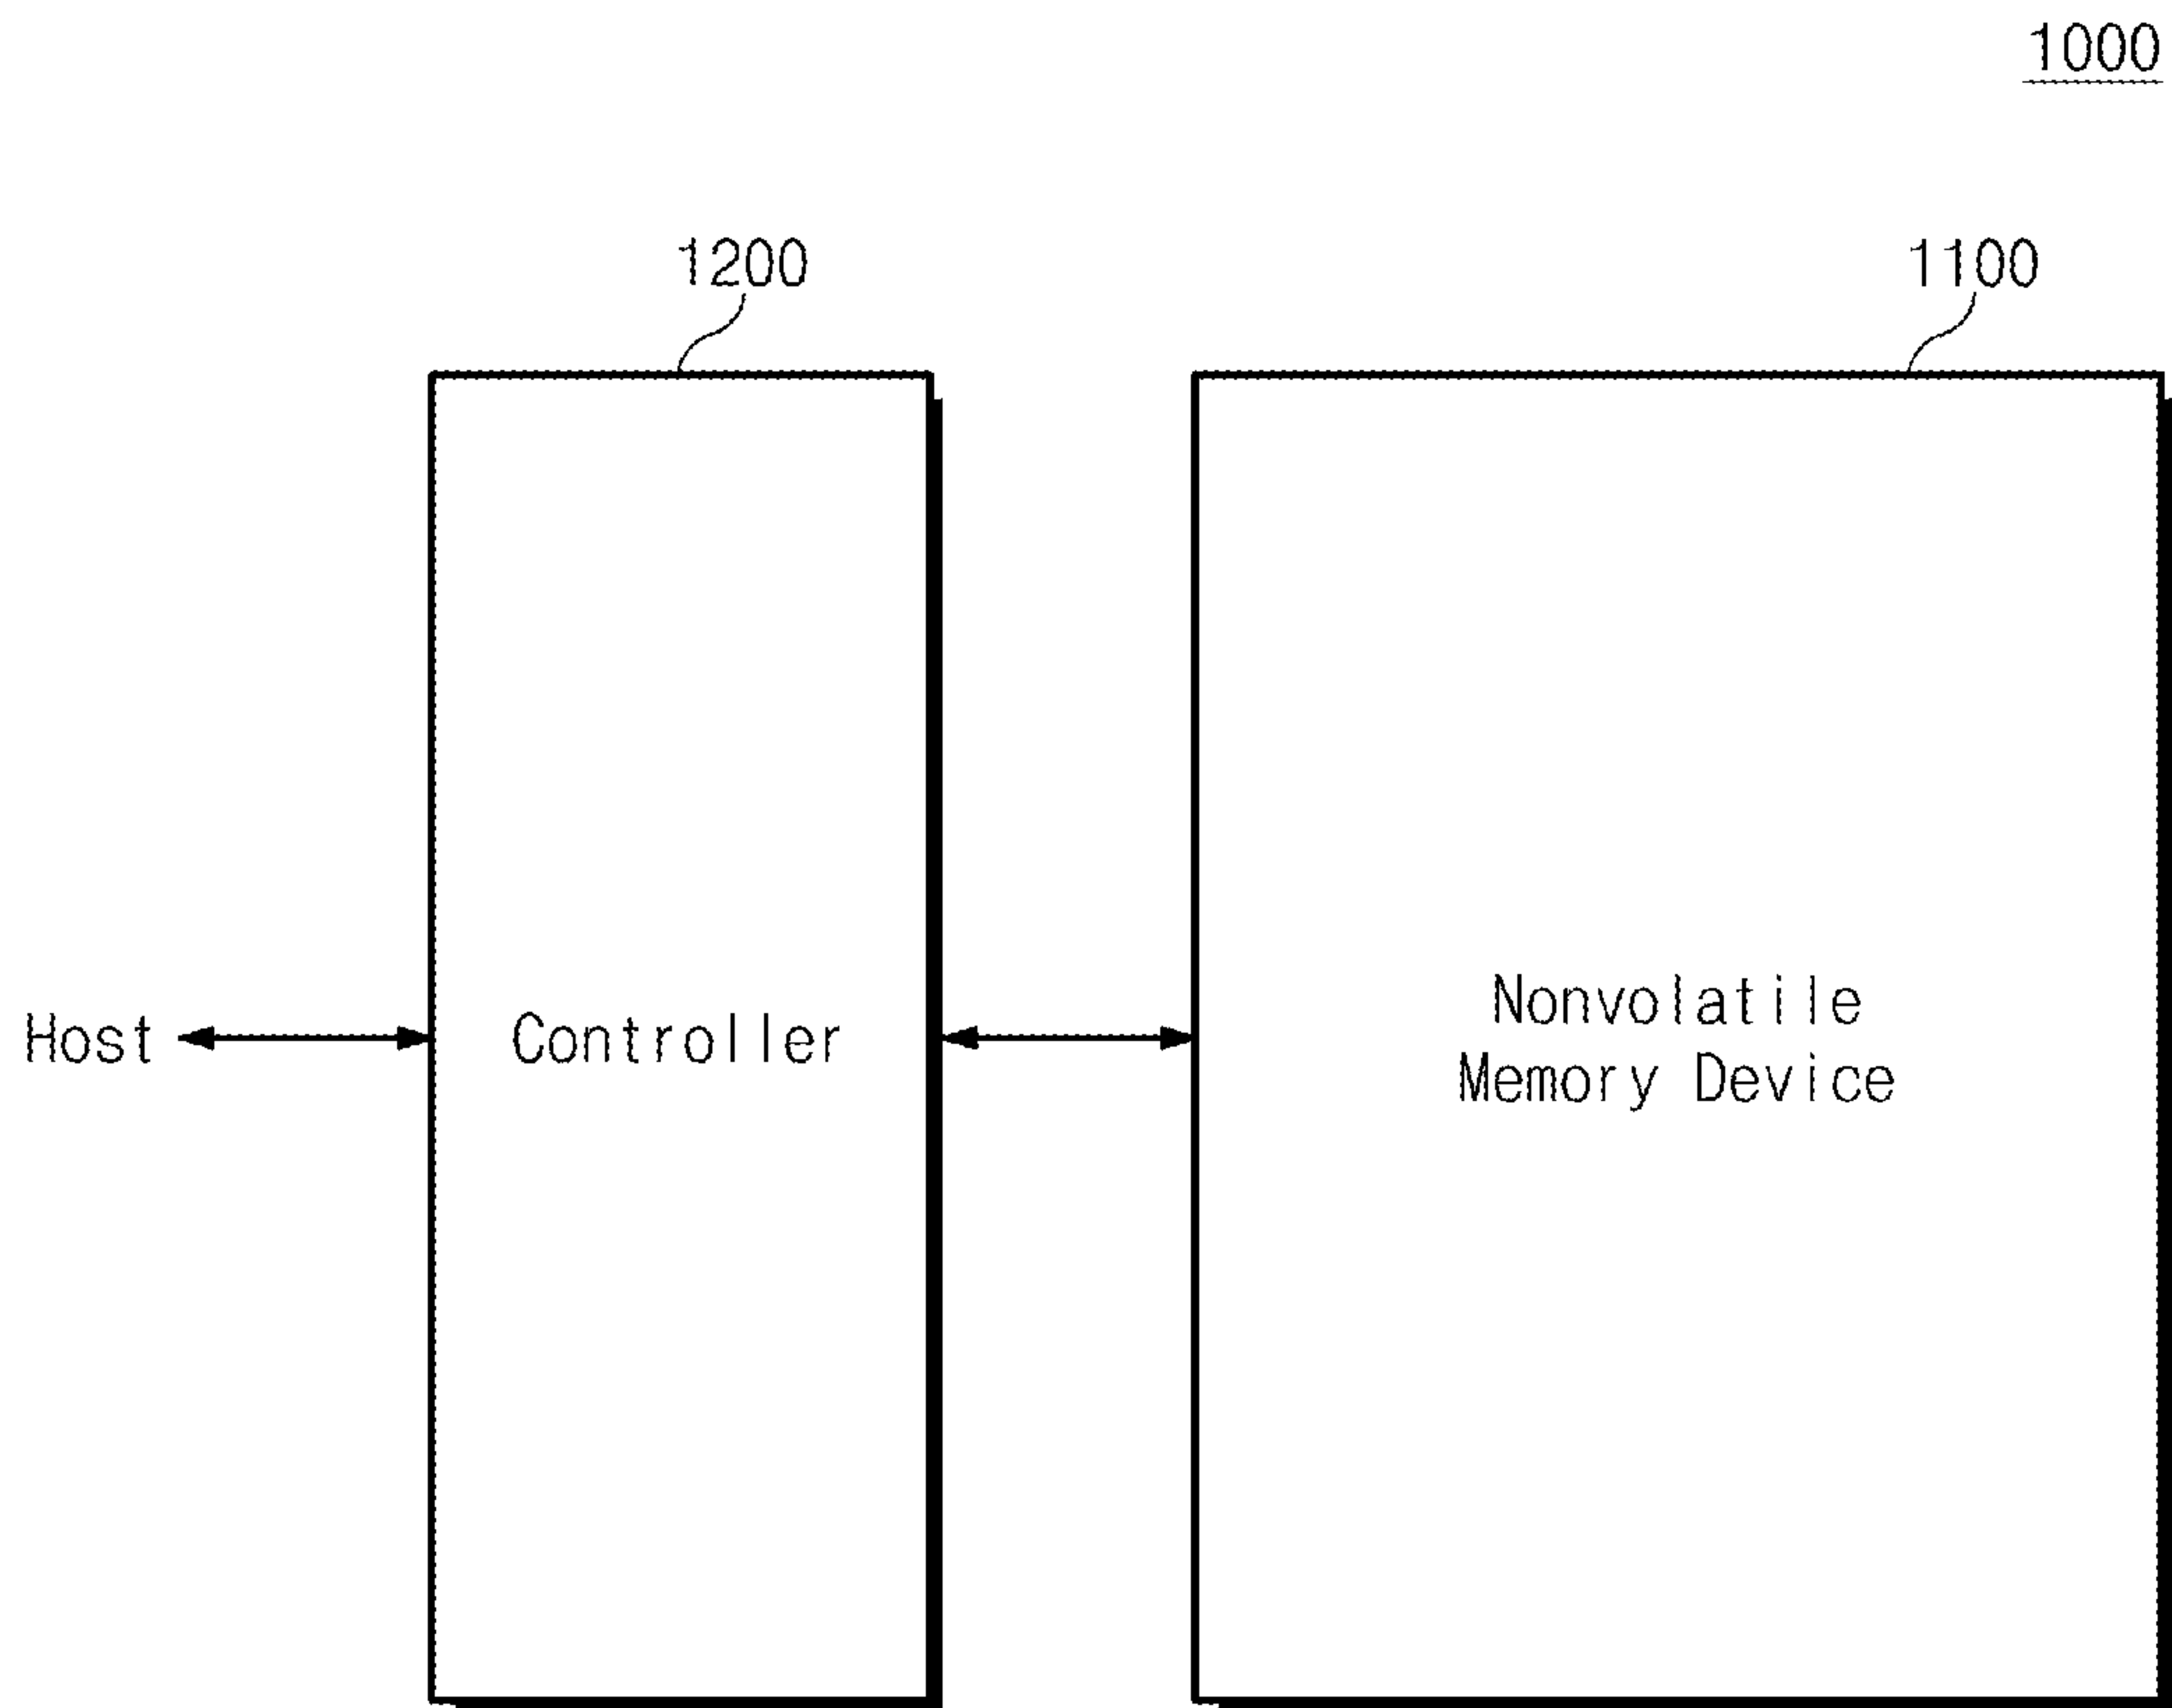 1000
1200
1100
Host
Controller
Nonvolatile
Memory Device